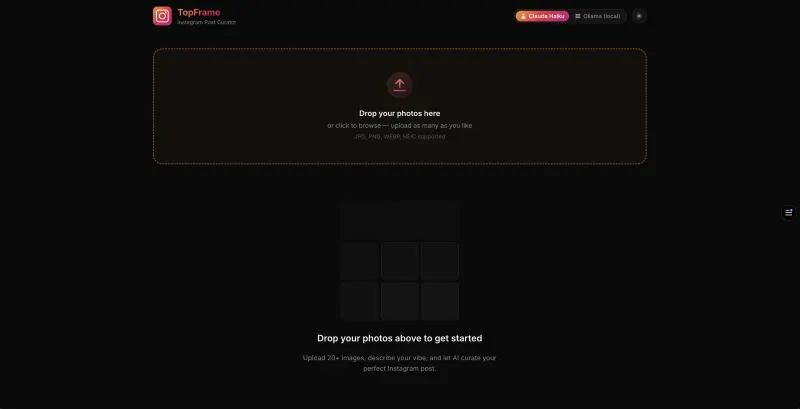 TopFrame
Instagram Post Curator
Claude Haiku
Ollama (local)
Drop your photos here
or click to browse — upload as many as you like
JPG, PNG, WEBP, HEIC supported
Drop your photos above to get started
Upload 20+ images, describe your vibe, and let AI curate your
perfect Instagram post.